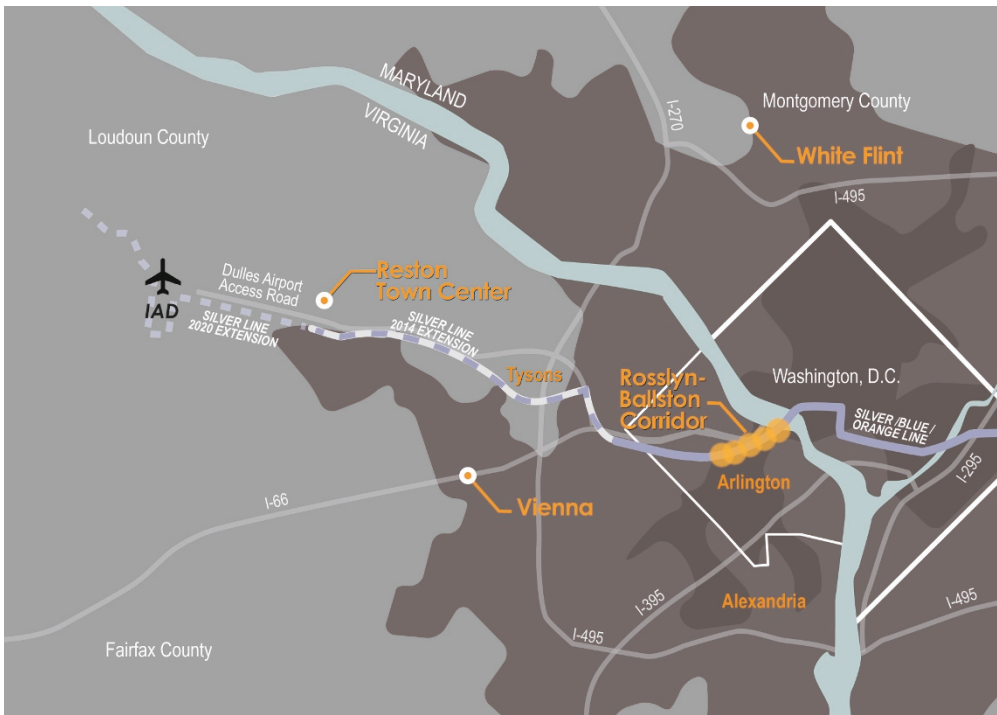 MARYLAND
VIRGINIA
I-270
Montgomery County
White Flint
I-495
Loudoun County
Dulles Airport
Access Road
Reston
Town Center
IAD
SILVER LINE
2020 EXTENSION
SILVER LINE
2014 EXTENSION
Tysons
Rosslyn-
Ballston
Corridor
Washington, D.C.
SILVER /BLUE /
ORANGE LINE
I-295
Arlington
I-66
Vienna
Alexandria
I-395
I-495
I-495
Fairfax County